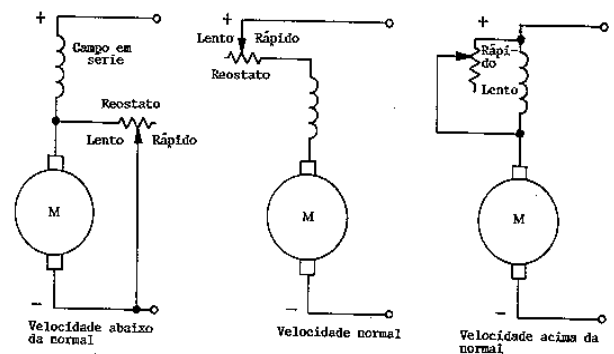 +
Campo em
serie
Reostato
Lento Rápido
M
−
Velocidade abaixo
da normal
+
Lento Rápido
Reostato
M
−
Velocidade normal
+
Rápi-
do
Lento
M
−
Velocidade acima da
normal